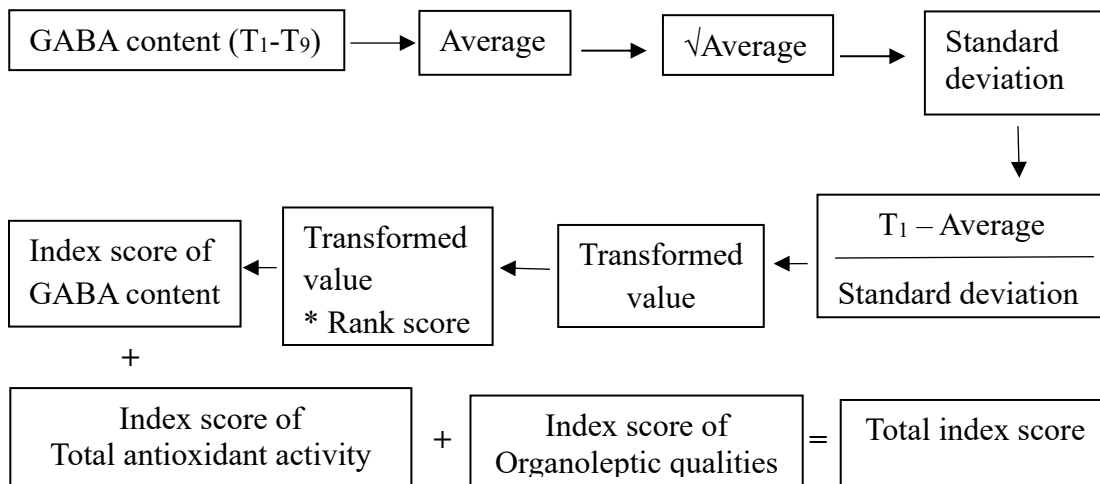 GABA content (T₁-T₉)
Average
√Average
Standard
deviation
T₁ – Average
Standard deviation
Transformed
value
Transformed
value
* Rank score
Index score of
GABA content
+
Index score of
Total antioxidant activity
+
Index score of
Organoleptic qualities
=
Total index score